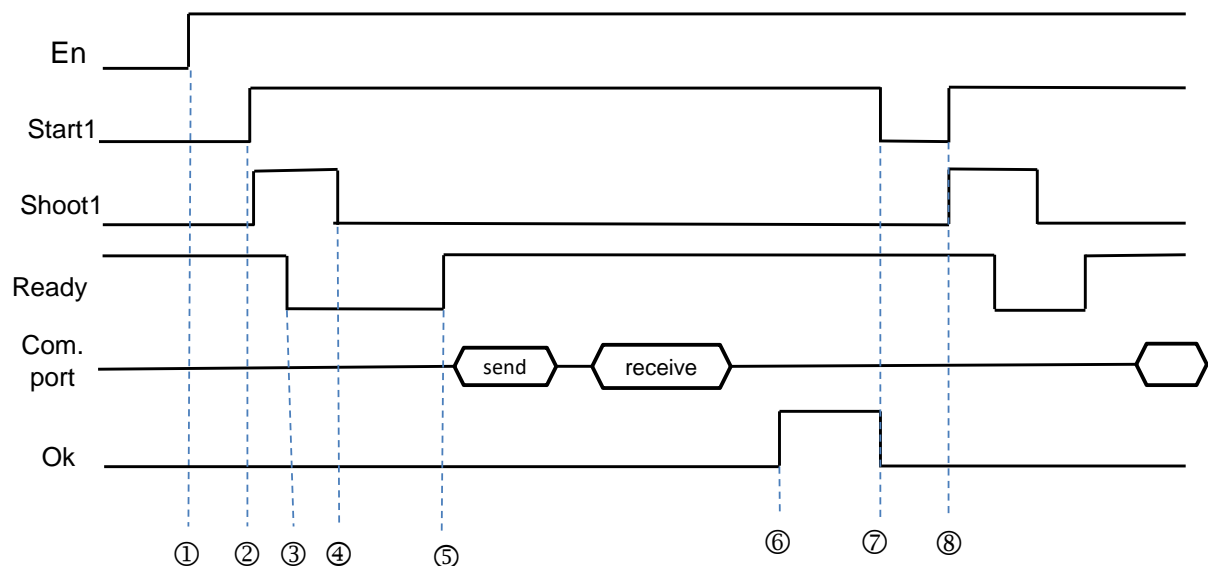 En
Start1
Shoot1
Ready
Com.
port
send
receive
Ok
① ② ③ ④ ⑤ ⑥ ⑦ ⑧